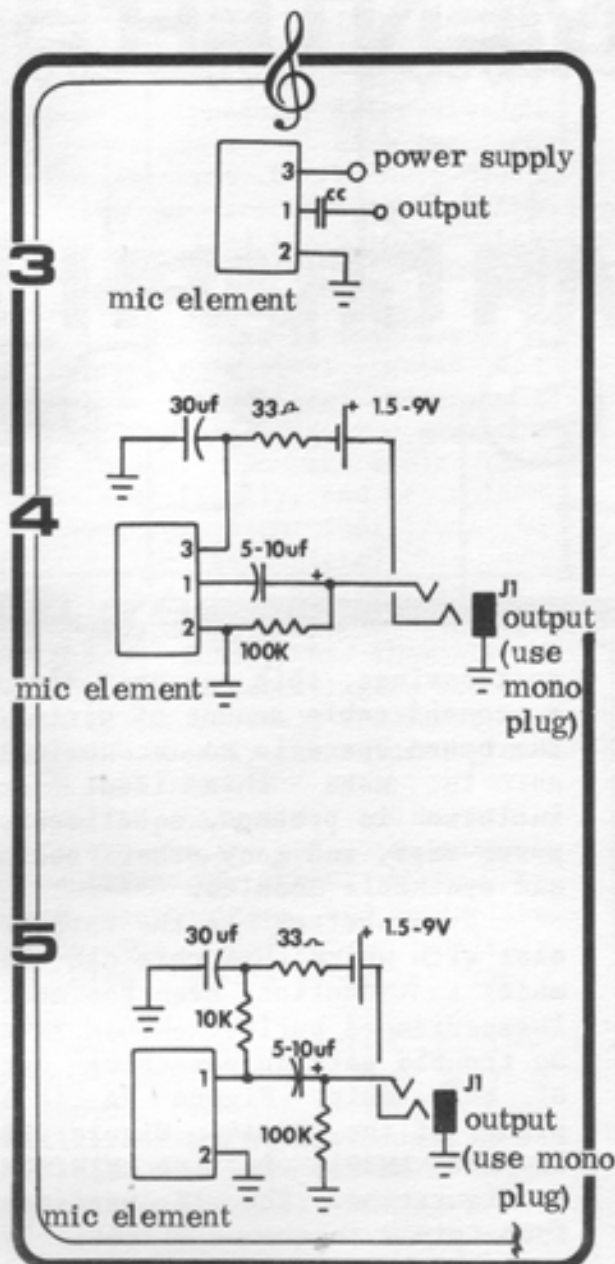 3
3
power supply
1
cc
output
2
mic element
4
30uf
33Ω
+
1.5-9V
3
5-10uf
1
+
J1
2
output
100K
(use
mic element
mono
plug)
5
30uf
33Ω
+
1.5-9V
10K
5-10uf
1
+
J1
100K
output
2
(use mono
plug)
mic element